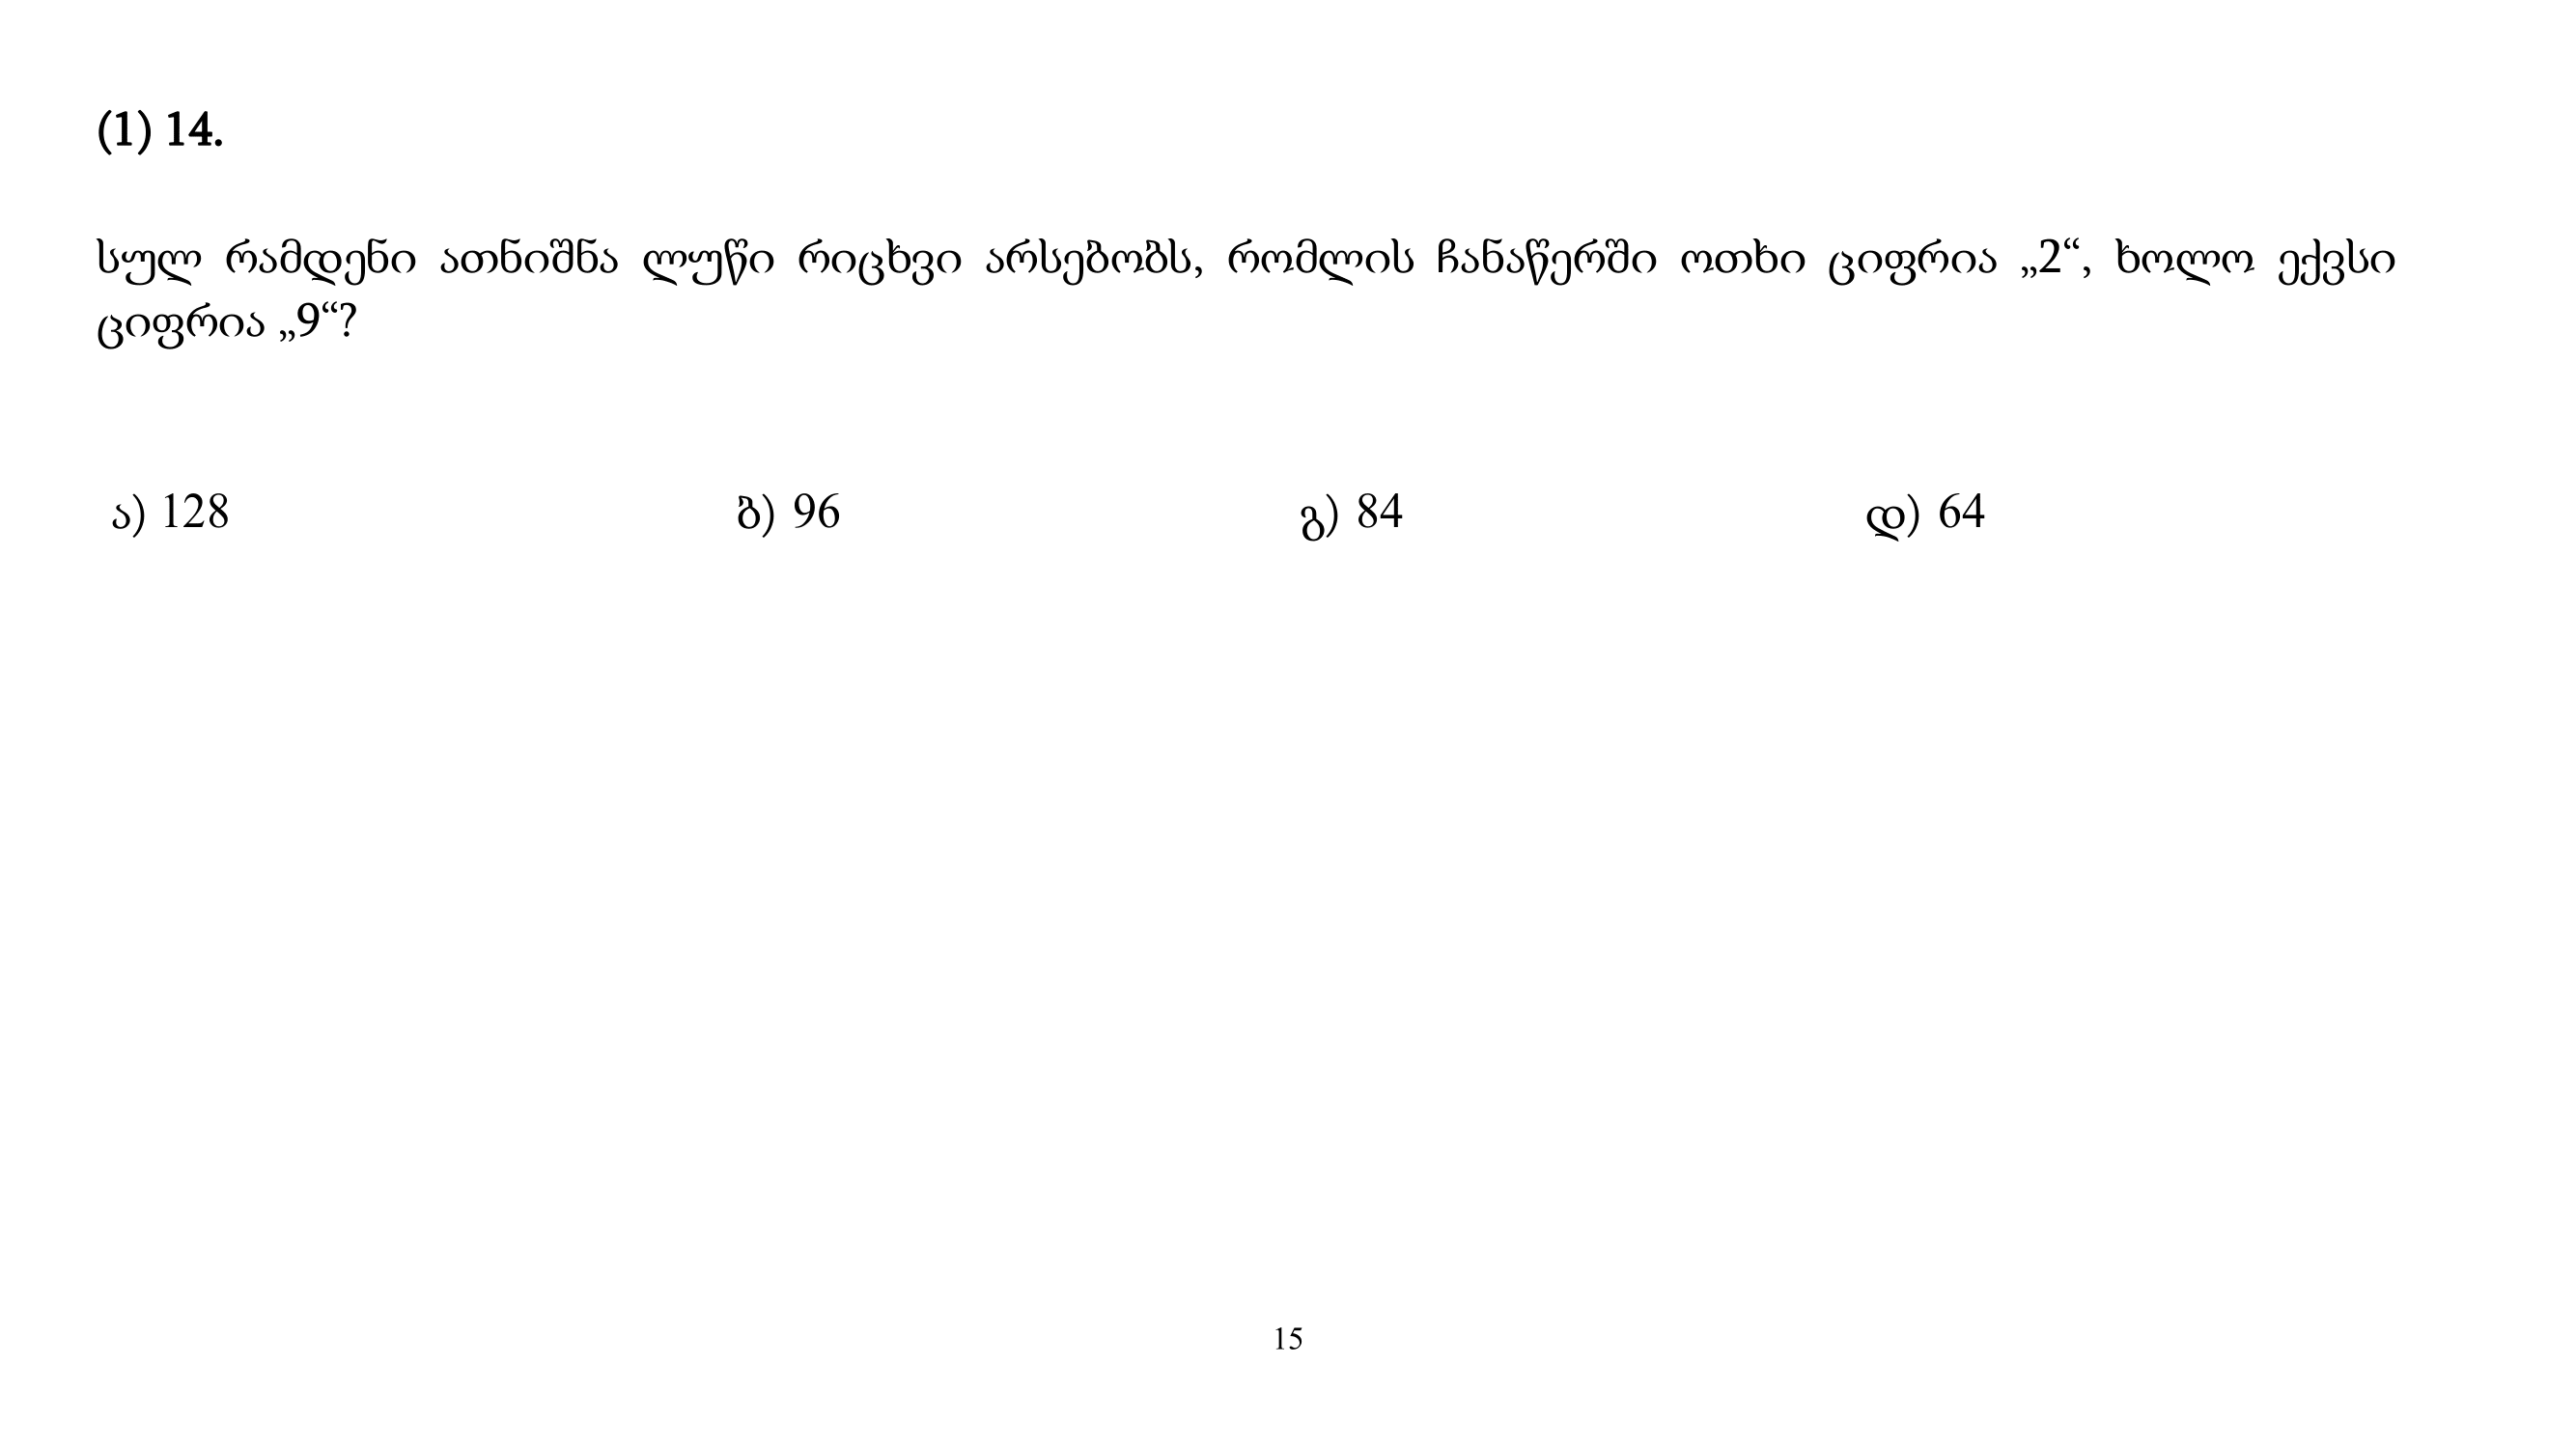 (1) 14.
სულ რამდენი ათნიშნა ლუწი რიცხვი არსებობს, რომლის ჩანაწერში ოთხი ციფრია „2“, ხოლო ექვსი
ციფრია „9“?
ა) 128 ბ) 96 გ) 84 დ) 64
15